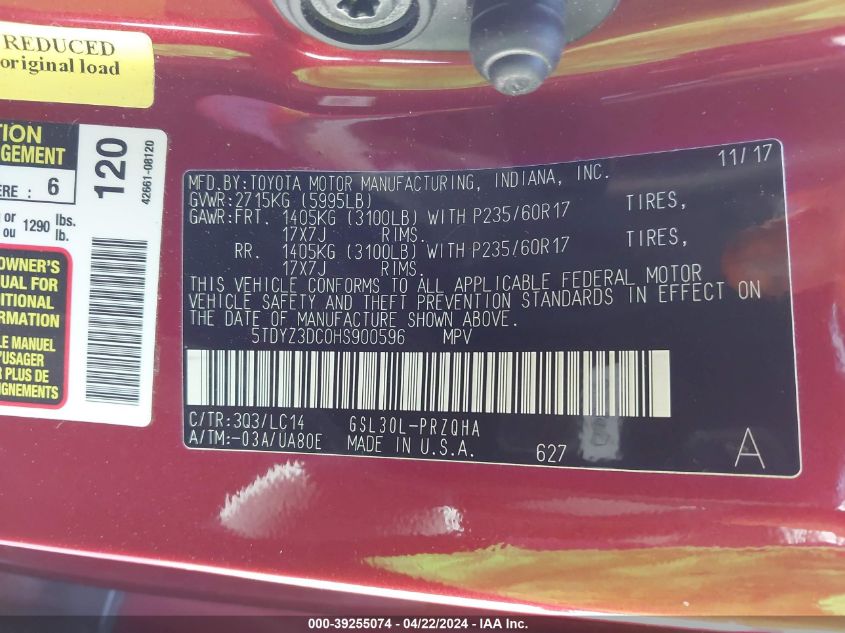 REDUCED
original load
TION
GEMENT
ERE : 6
or 1290 lbs.
ou lb.
120
42661-08120
OWNER'S
UAL FOR
ITIONAL
RMATION
LE MANUEL
'USAGER
R PLUS DE
IGNEMENTS
11/17
MFD.BY:TOYOTA MOTOR MANUFACTURING, INDIANA, INC.
GVWR:2715KG (5995LB)
GAWR:FRT. 1405KG (3100LB) WITH P235/60R17 TIRES,
17X7J RIMS.
RR. 1405KG (3100LB) WITH P235/60R17 TIRES,
17X7J RIMS.
THIS VEHICLE CONFORMS TO ALL APPLICABLE FEDERAL MOTOR
VEHICLE SAFETY AND THEFT PREVENTION STANDARDS IN EFFECT ON
THE DATE OF MANUFACTURE SHOWN ABOVE.
5TDYZ3DC0HS900596 MPV
C/TR:3Q3/LC14 GSL30L-PRZQHA
A/TM:-03A/UA80E MADE IN U.S.A. 627
A
000-39255074 - 04/22/2024 - IAA, Inc.